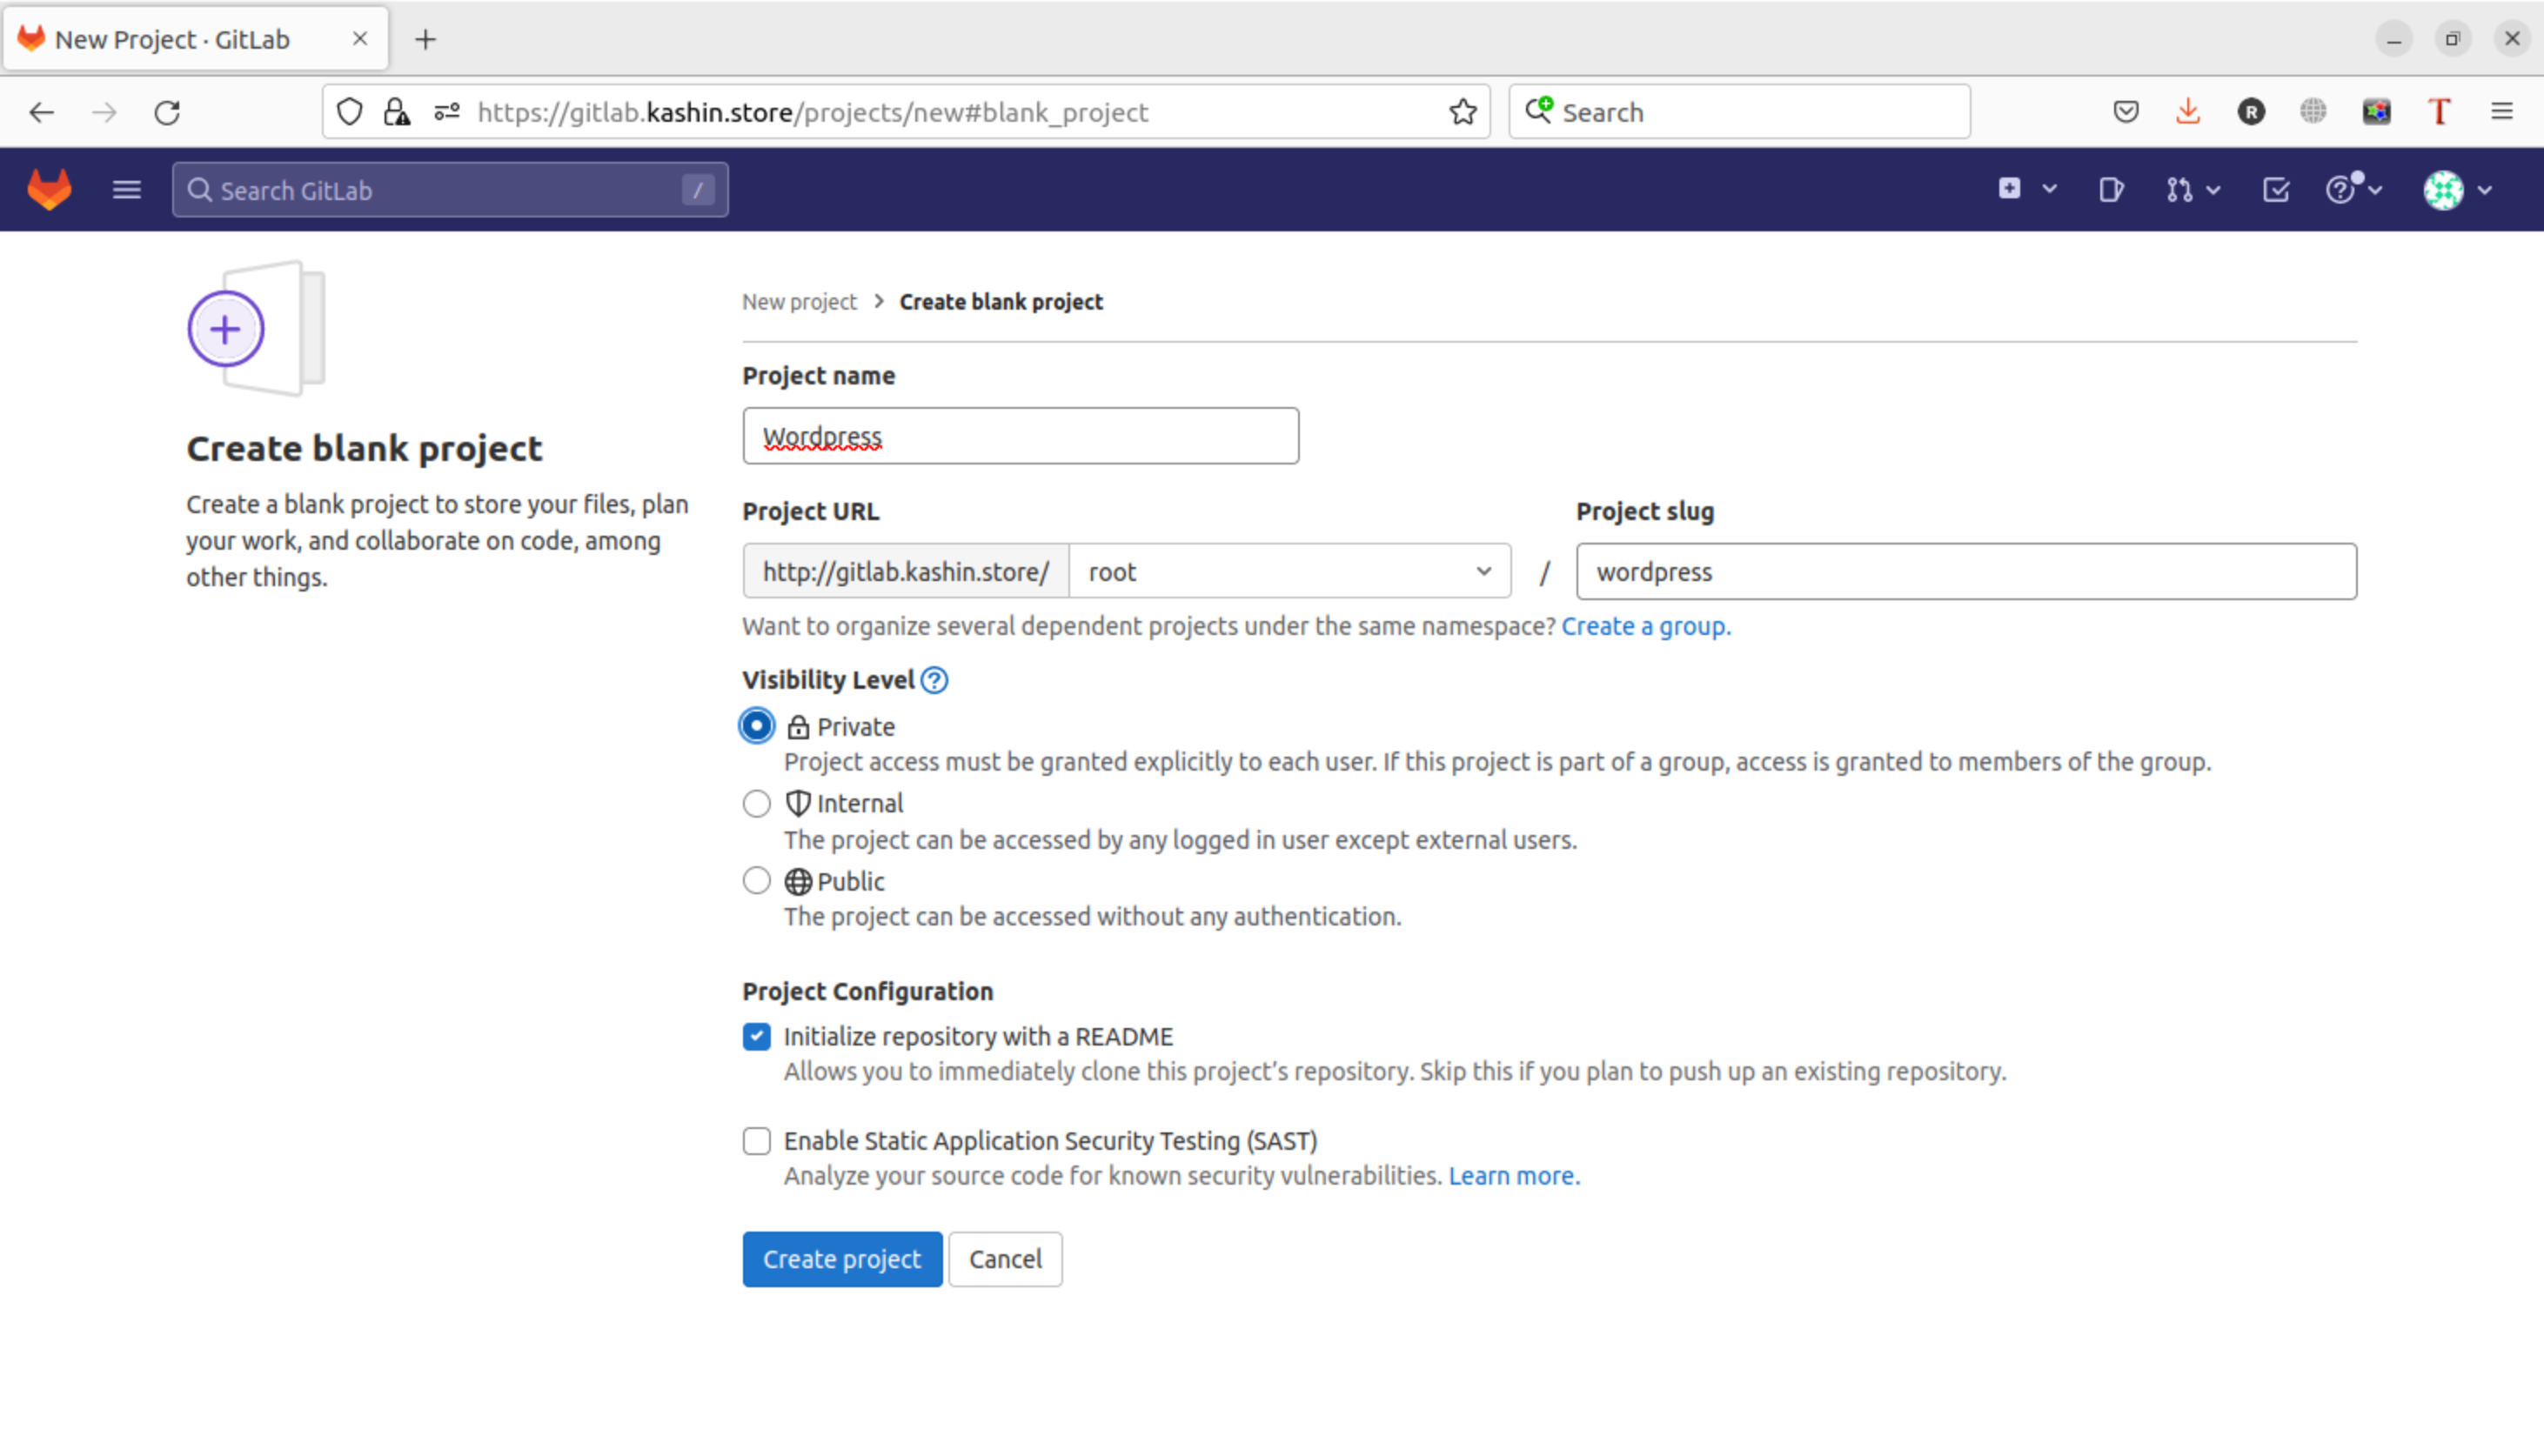 New Project · GitLab
https://gitlab.kashin.store/projects/new#blank_project
Search
R
T
Search GitLab
/
New project > Create blank project
Create blank project
Create a blank project to store your files, plan
your work, and collaborate on code, among
other things.
Project name
Wordpress
Project URL
Project slug
http://gitlab.kashin.store/ root / wordpress
Want to organize several dependent projects under the same namespace? Create a group.
Visibility Level
Private
Project access must be granted explicitly to each user. If this project is part of a group, access is granted to members of the group.
Internal
The project can be accessed by any logged in user except external users.
Public
The project can be accessed without any authentication.
Project Configuration
Initialize repository with a README
Allows you to immediately clone this project’s repository. Skip this if you plan to push up an existing repository.
Enable Static Application Security Testing (SAST)
Analyze your source code for known security vulnerabilities. Learn more.
Create project
Cancel